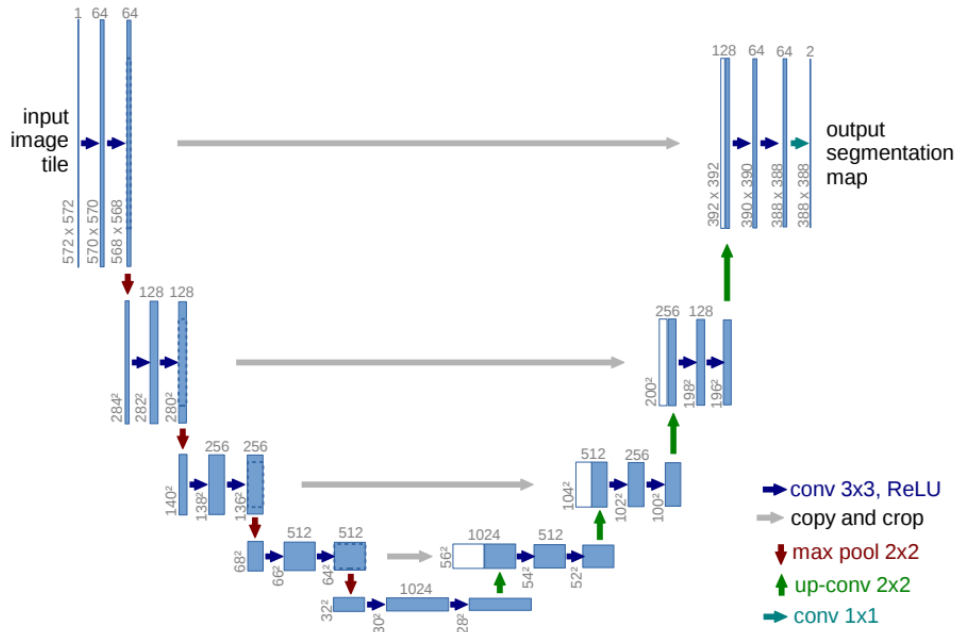 1 64 64
128 64 64 2
input
image
tile
output
segmentation
map
572 x 572
570 x 570
568 x 568
392 x 392
390 x 390
388 x 388
388 x 388
128 128
256 128
284²
282²
280²
200²
198²
196²
256 256
512 256
140²
138²
136²
104²
102²
100²
512 512
1024 512
68²
66²
64²
56²
54²
52²
1024
32²
30²
28²
conv 3x3, ReLU
copy and crop
max pool 2x2
up-conv 2x2
conv 1x1